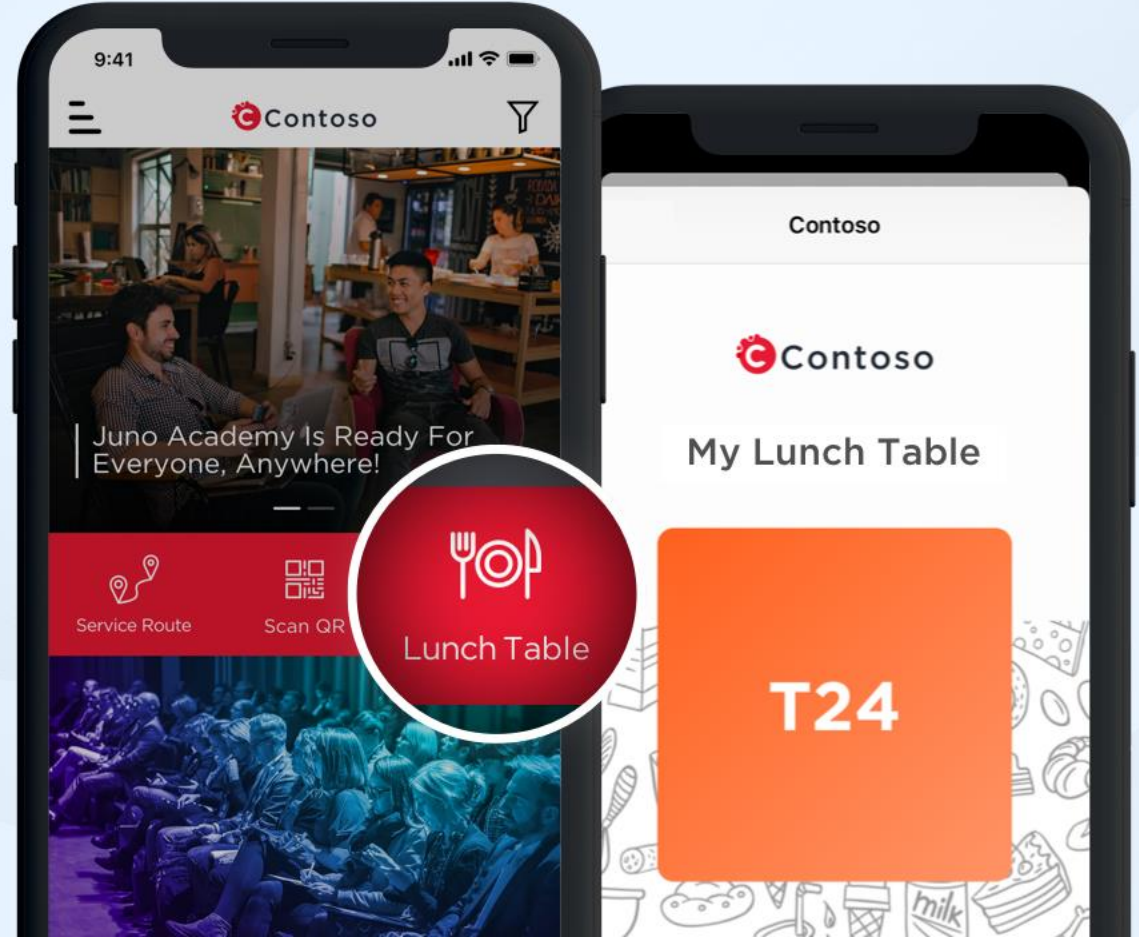 9:41
Contoso
Juno Academy Is Ready For
Everyone, Anywhere!
Service Route
Scan QR
Lunch Table
Contoso
Contoso
My Lunch Table
T24
milk